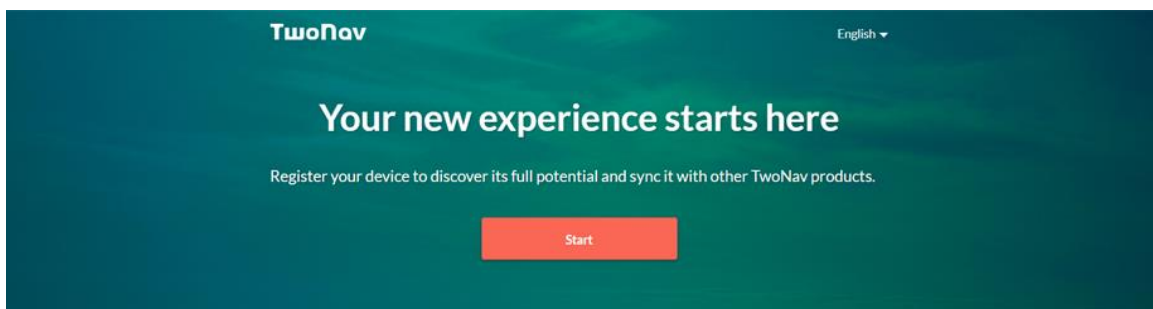 TwoNav
English
Your new experience starts here
Register your device to discover its full potential and sync it with other TwoNav products.
Start